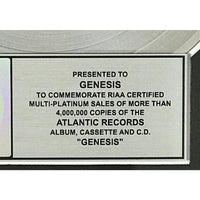 PRESENTED TO
GENESIS
TO COMMEMORATE RIAA CERTIFIED
MULTI-PLATINUM SALES OF MORE THAN
4,000,000 COPIES OF THE
ATLANTIC RECORDS
ALBUM, CASSETTE AND C.D.
"GENESIS"